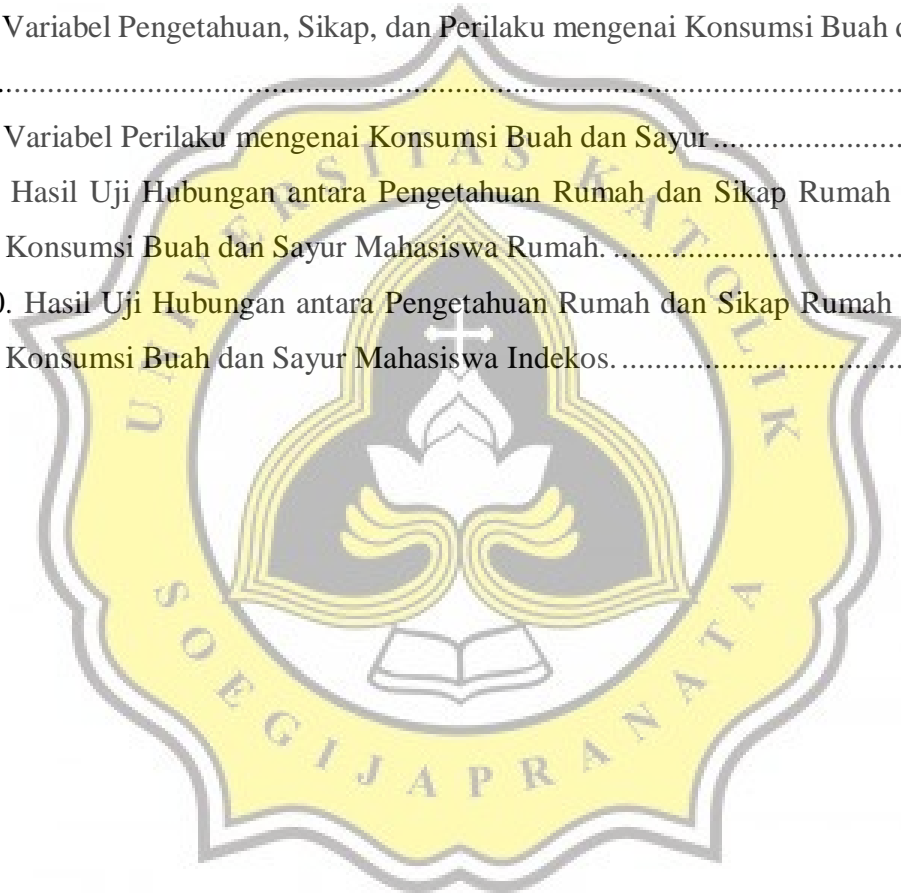 Variabel Pengetahuan, Sikap, dan Perilaku mengenai Konsumsi Buah
...............................................................................................................
Variabel Perilaku mengenai Konsumsi Buah dan Sayur .......................
Hasil Uji Hubungan antara Pengetahuan Rumah dan Sikap Rumah
Konsumsi Buah dan Sayur Mahasiswa Rumah. ...................................
. Hasil Uji Hubungan antara Pengetahuan Rumah dan Sikap Rumah
Konsumsi Buah dan Sayur Mahasiswa Indekos. ..................................
UNIVERSITAS KATOLIK
SOEGIJAPRANATA